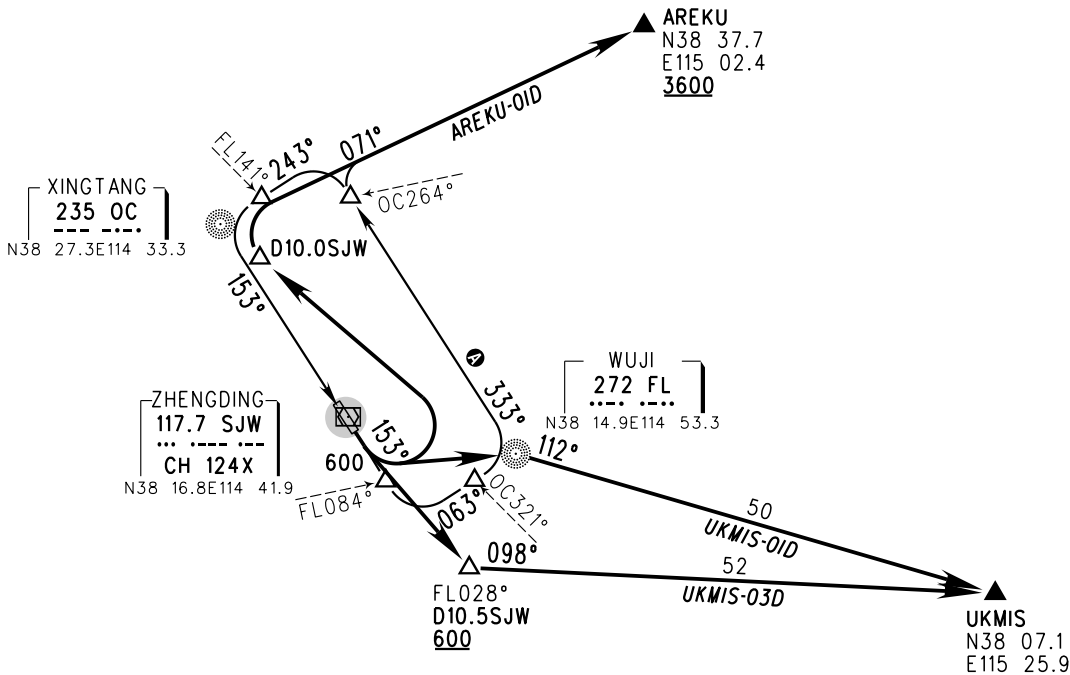 AREKU
N38 37.7
E115 02.4
3600
AREKU-01D
071°
243°
FL141°
OC264°
XINGTANG
235 OC
--- -·-·
N38 27.3E114 33.3
D10.0SJW
153°
A
333°
WUJI
272 FL
··-· ·-··
N38 14.9E114 53.3
ZHENGDING
117.7 SJW
··· ·--- ·--
CH 124X
N38 16.8E114 41.9
153°
600
112°
FL084°
063°
OC321°
50
UKMIS-01D
098°
52
UKMIS-03D
FL028°
D10.5SJW
600
UKMIS
N38 07.1
E115 25.9